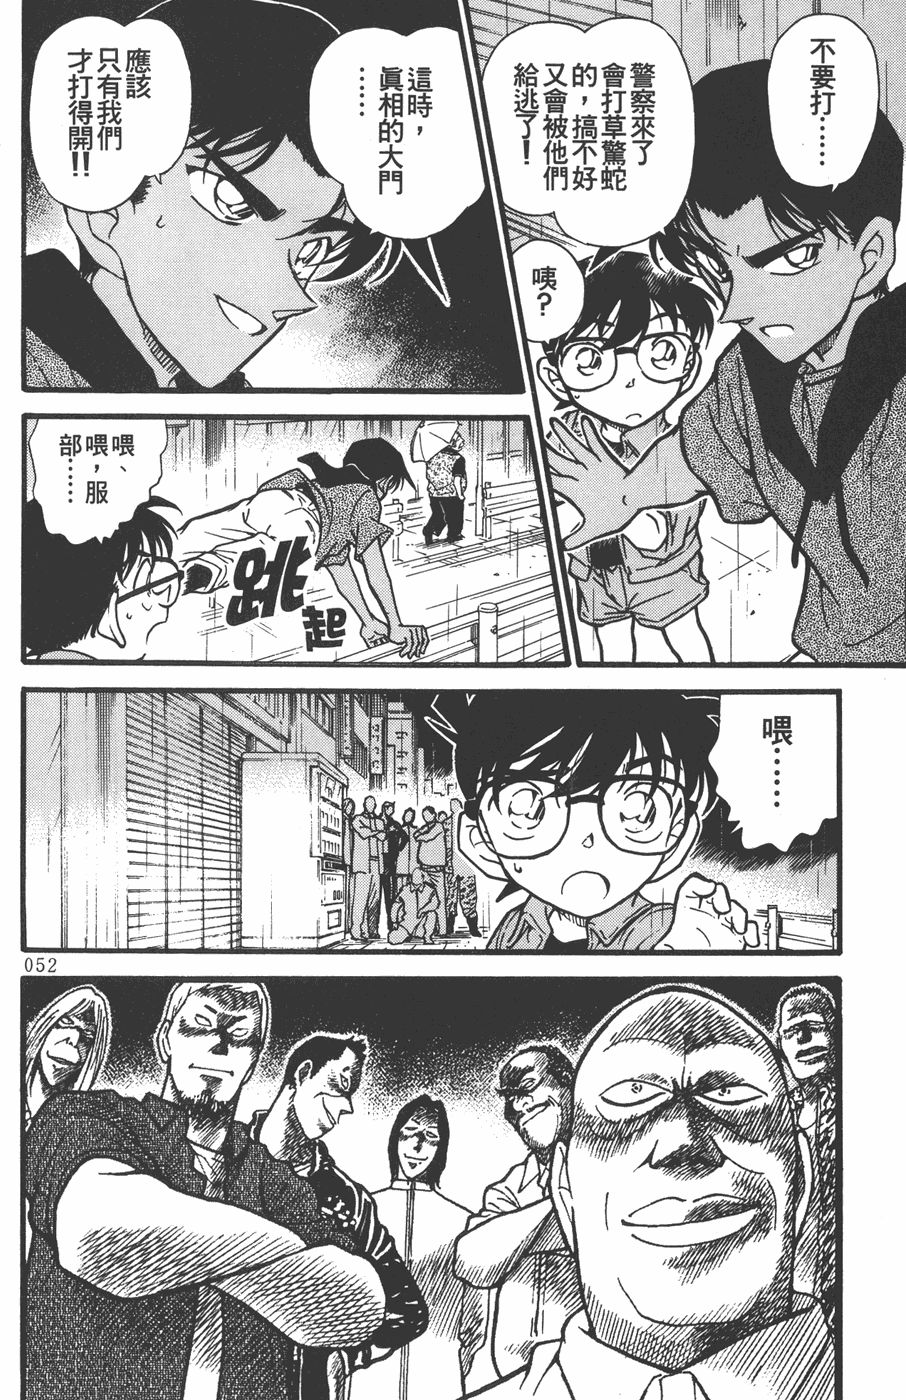 不要打……
警察來了
會打草驚蛇
的，搞不好
又會被他們
給逃了！
咦？
這時，
真相的大門
……
應該
只有我們
才打得開!!
喂、
喂，服
部……
跳起
喂……
052